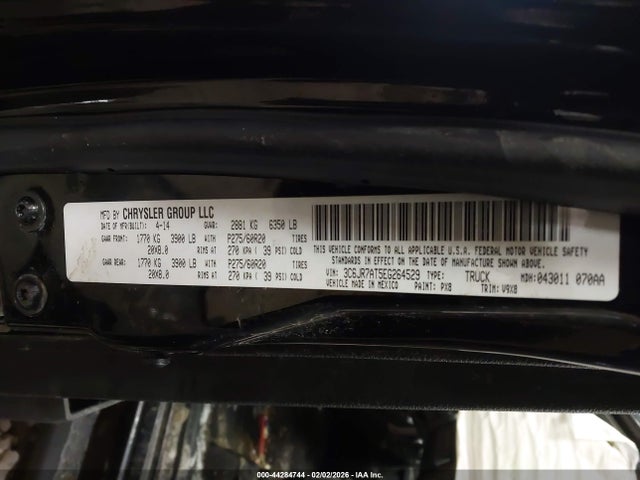 MFD BY CHRYSLER GROUP LLC
DATE OF MFR(BUILT): 4-14 GVWR: 2881 KG 6350 LB
GAWR FRONT: 1770 KG 3900 LB WITH P275/60R20 TIRES
20X8.0 RIMS AT 270 KPA ( 39 PSI) COLD
GAWR REAR: 1770 KG 3900 LB WITH P275/60R20 TIRES
20X8.0 RIMS AT 270 KPA ( 39 PSI) COLD
THIS VEHICLE CONFORMS TO ALL APPLICABLE U.S.A. FEDERAL MOTOR VEHICLE SAFETY
STANDARDS IN EFFECT ON THE DATE OF MANUFACTURE SHOWN ABOVE.
VIN: 3C6JR7AT5EG264529 TYPE: TRUCK MDH: 043011 070AA
VEHICLE MADE IN MEXICO PAINT: PX8 TRIM: V9X8
000-44284744 - 02/02/2026 - IAA Inc.